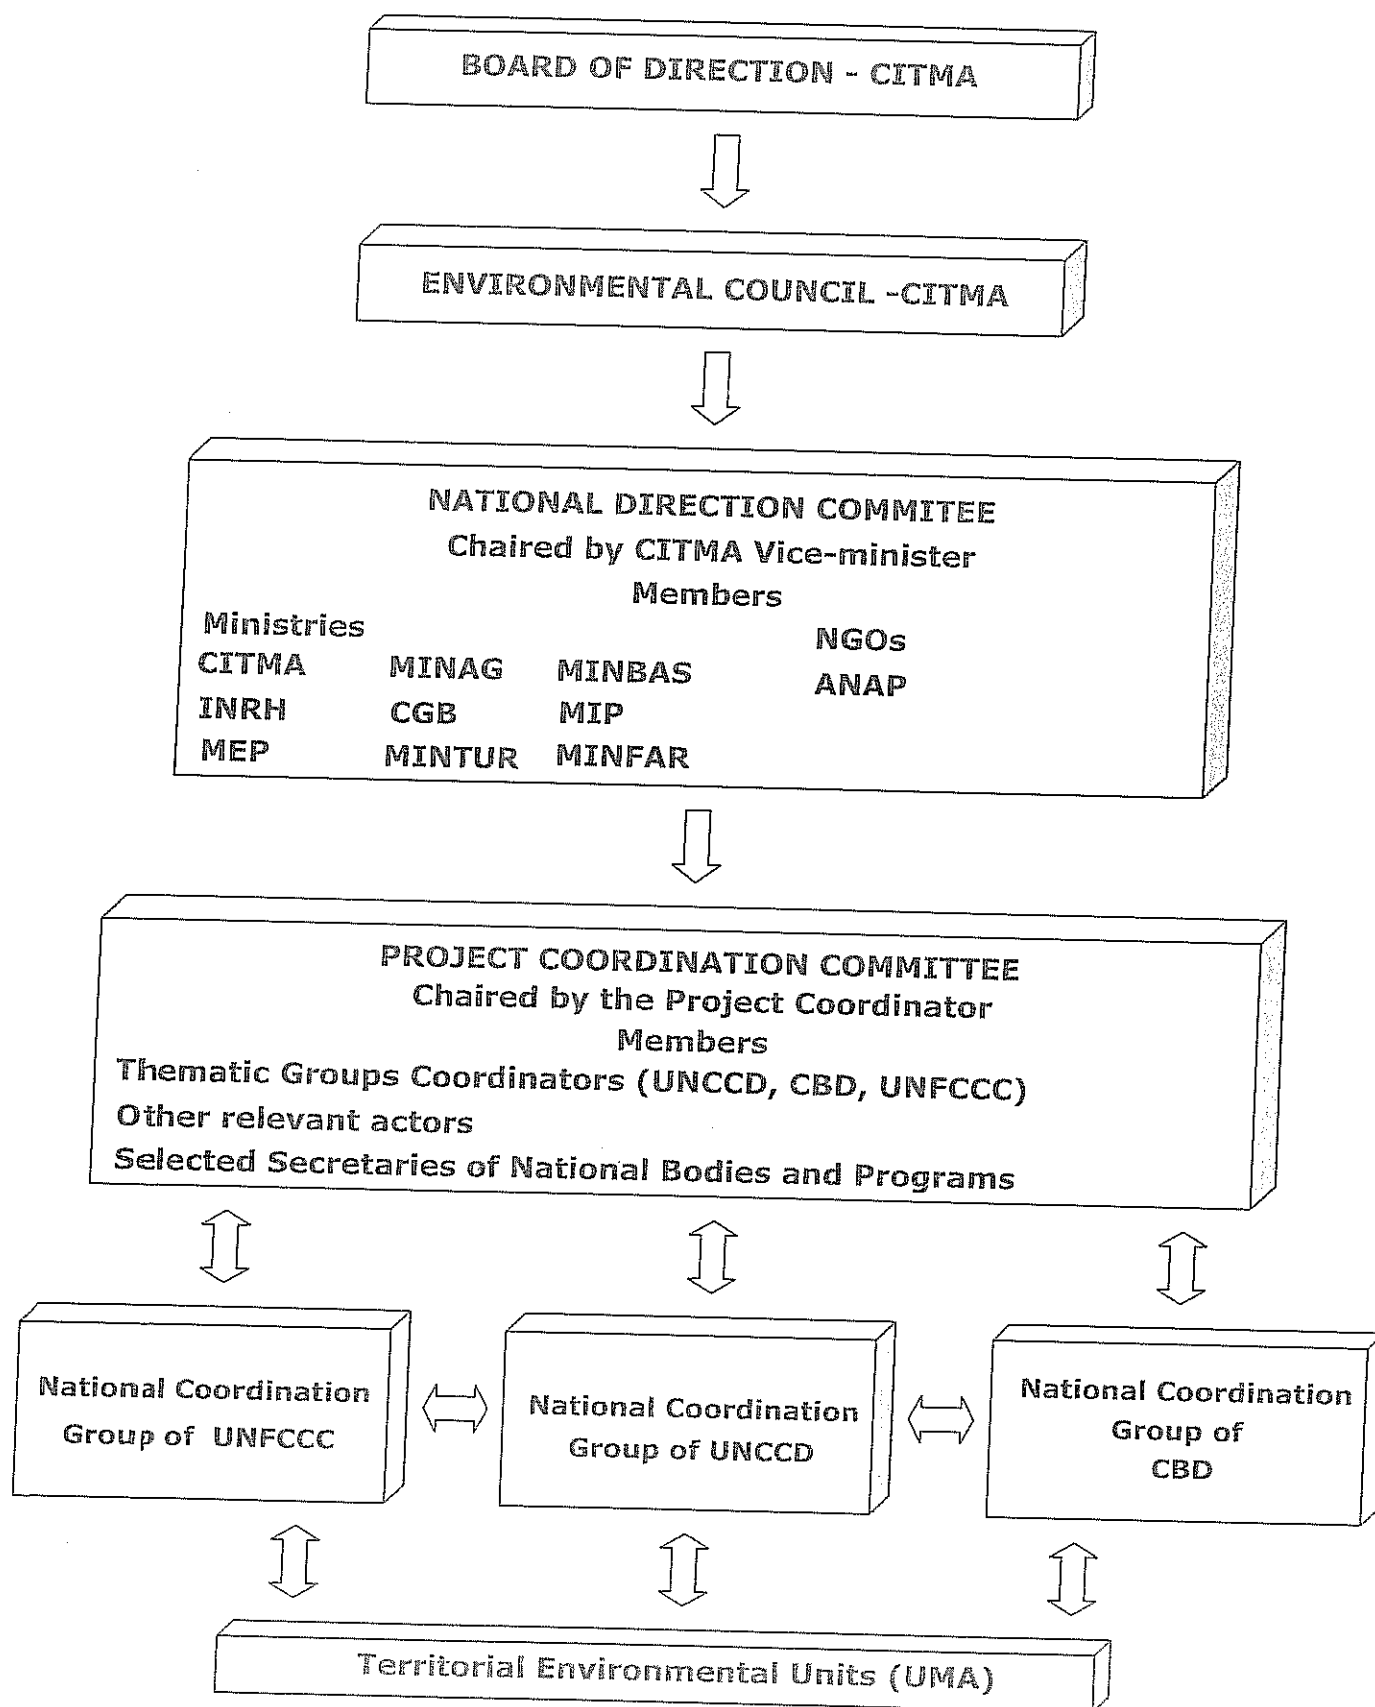 BOARD OF DIRECTION - CITMA
ENVIRONMENTAL COUNCIL -CITMA
NATIONAL DIRECTION COMMITEE
Chaired by CITMA Vice-minister
Members
Ministries NGOs
CITMA MINAG MINBAS ANAP
INRH CGB MIP
MEP MINTUR MINFAR
PROJECT COORDINATION COMMITTEE
Chaired by the Project Coordinator
Members
Thematic Groups Coordinators (UNCCD, CBD, UNFCCC)
Other relevant actors
Selected Secretaries of National Bodies and Programs
National Coordination
Group of UNFCCC
National Coordination
Group of UNCCD
National Coordination
Group of
CBD
Territorial Environmental Units (UMA)